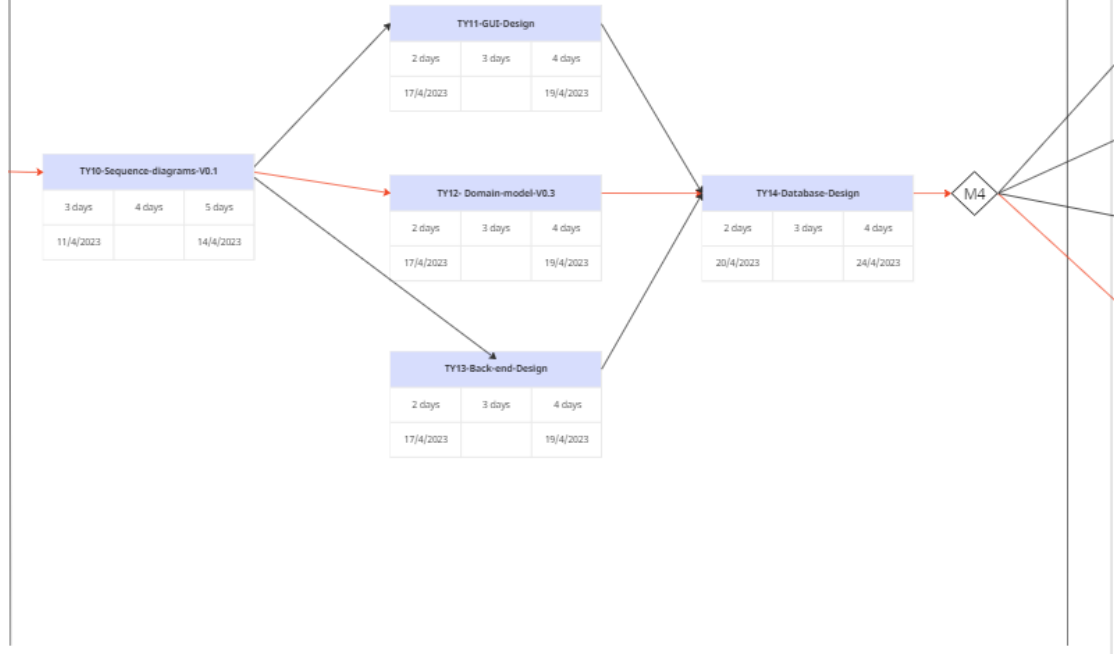 TY11-GUI-Design
2 days 3 days 4 days
17/4/2023 19/4/2023
TY10-Sequence-diagrams-V0.1
3 days 4 days 5 days
11/4/2023 14/4/2023
TY12- Domain-model-V0.3
2 days 3 days 4 days
17/4/2023 19/4/2023
TY14-Database-Design
2 days 3 days 4 days
20/4/2023 24/4/2023
M4
TY13-Back-end-Design
2 days 3 days 4 days
17/4/2023 19/4/2023